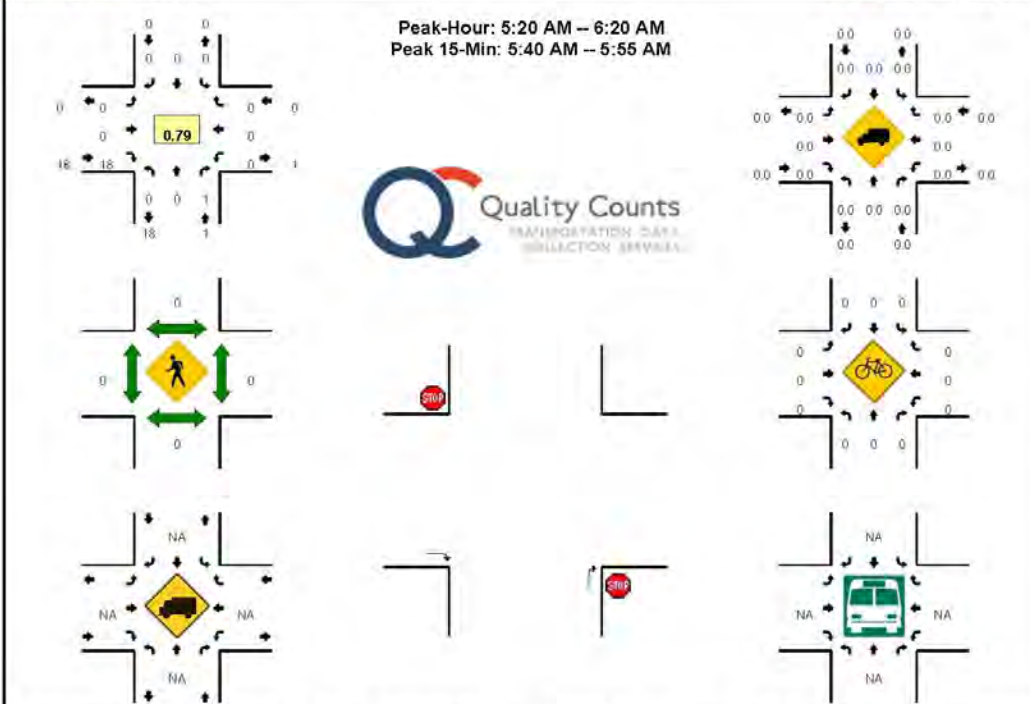 Peak-Hour: 5:20 AM -- 6:20 AM
Peak 15-Min: 5:40 AM -- 5:55 AM
0 0
0 0 0
0 0 0 0
0 0.79 0
18 18 0 1
0 0 1
18 1
0.0 0.0
0.0 0.0 0.0
0.0 0.0 0.0 0.0
0.0 0.0
0.0 0.0 0.0 0.0
0.0 0.0 0.0
0.0 0.0
Quality Counts
TRANSPORTATION DATA
COLLECTION SERVICES
0
0 0
0
STOP
0 0 0
0 0
0 0
0 0
0 0 0
NA
NA NA
NA
STOP
NA
NA NA
NA